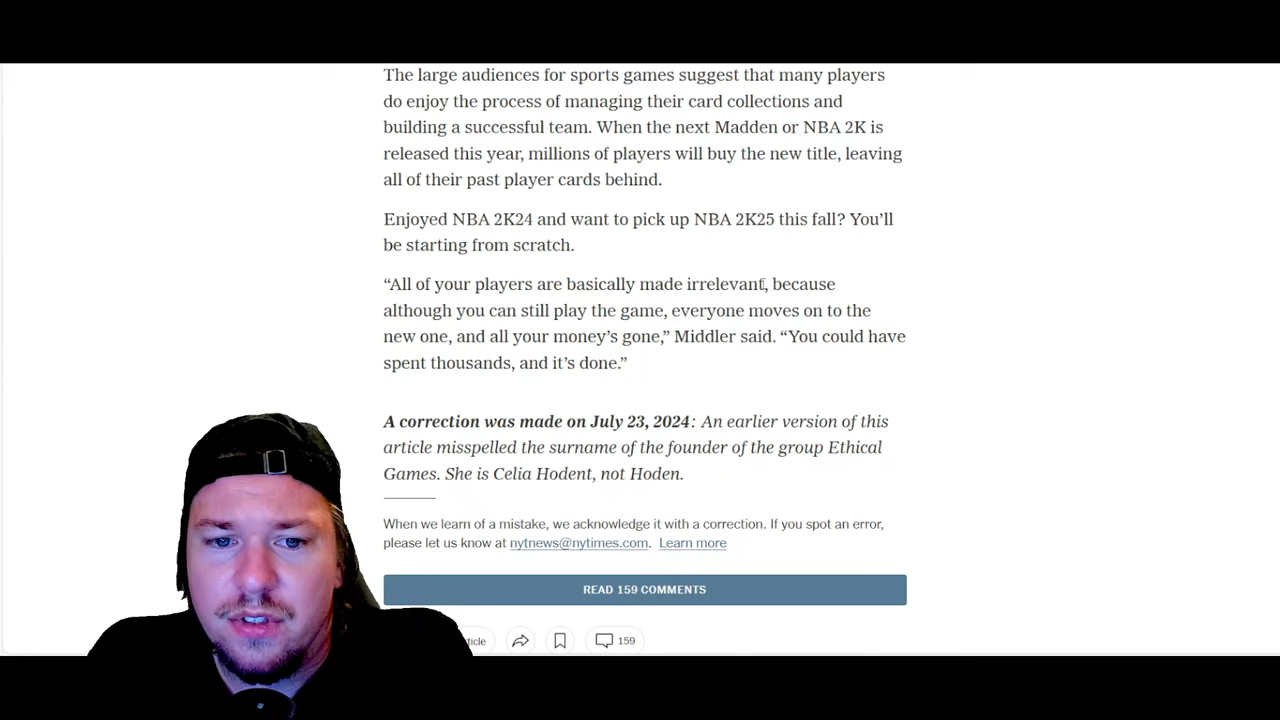 The large audiences for sports games suggest that many players
do enjoy the process of managing their card collections and
building a successful team. When the next Madden or NBA 2K is
released this year, millions of players will buy the new title, leaving
all of their past player cards behind.
Enjoyed NBA 2K24 and want to pick up NBA 2K25 this fall? You’ll
be starting from scratch.
“All of your players are basically made irrelevant, because
although you can still play the game, everyone moves on to the
new one, and all your money’s gone,” Middler said. “You could have
spent thousands, and it’s done.”
A correction was made on July 23, 2024: An earlier version of this
article misspelled the surname of the founder of the group Ethical
Games. She is Celia Hodent, not Hoden.
When we learn of a mistake, we acknowledge it with a correction. If you spot an error,
please let us know at nytnews@nytimes.com. Learn more
READ 159 COMMENTS
159